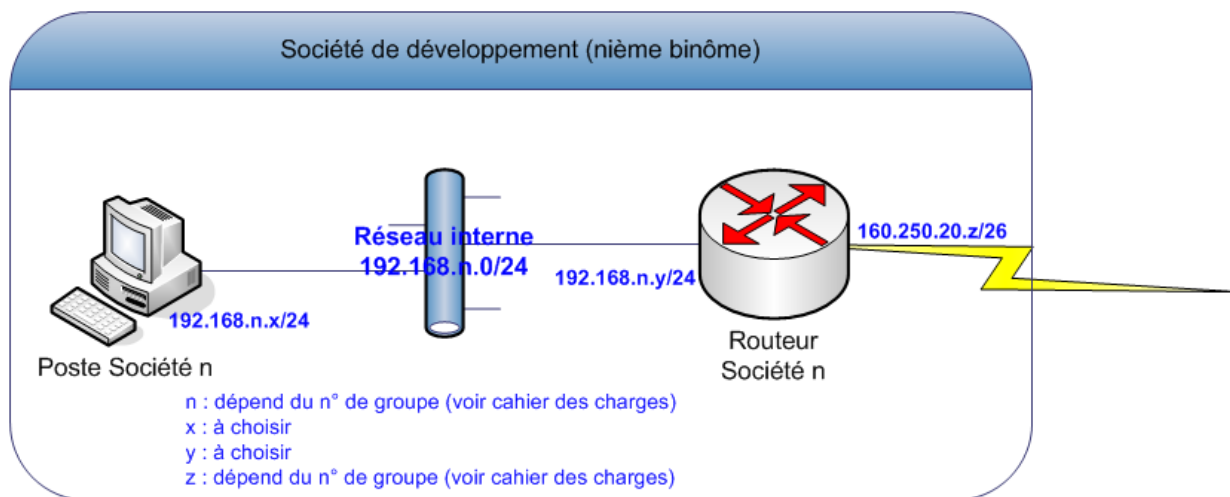 Société de développement (nième binôme)
Réseau interne
192.168.n.0/24
160.250.20.z/26
192.168.n.y/24
192.168.n.x/24
Poste Société n
Routeur
Société n
n : dépend du n° de groupe (voir cahier des charges)
x : à choisir
y : à choisir
z : dépend du n° de groupe (voir cahier des charges)